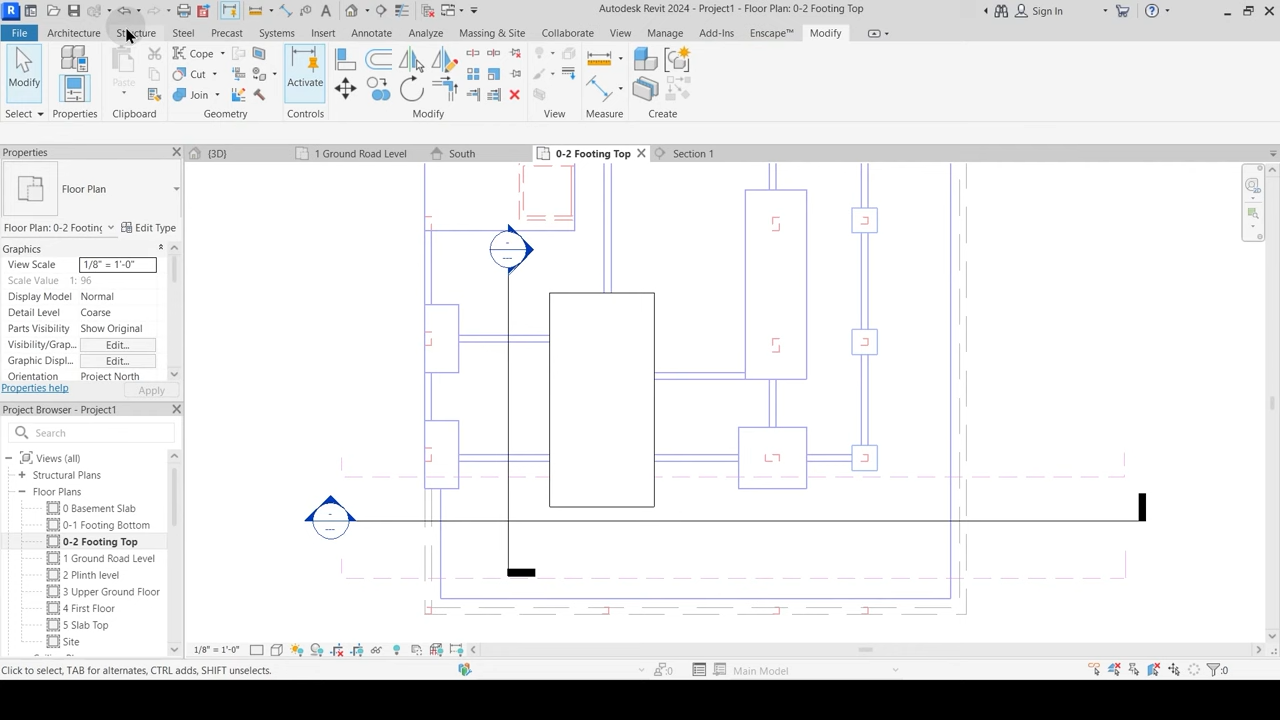 Autodesk Revit 2024 - Project1 - Floor Plan: 0-2 Footing Top
Sign In
File Architecture Structure Steel Precast Systems Insert Annotate Analyze Massing & Site Collaborate View Manage Add-Ins Enscape™ Modify
Modify
Paste
Cope
Cut
Join
Activate
Select Properties Clipboard Geometry Controls Modify View Measure Create
Properties
{3D}
1 Ground Road Level
South
0-2 Footing Top
Section 1
Floor Plan
Floor Plan: 0-2 Footing
Edit Type
Graphics
View Scale 1/8" = 1'-0"
Scale Value 1: 96
Display Model Normal
Detail Level Coarse
Parts Visibility Show Original
Visibility/Grap... Edit...
Graphic Displ... Edit...
Orientation Project North
Properties help
Apply
Project Browser - Project1
Search
Views (all)
Structural Plans
Floor Plans
0 Basement Slab
0-1 Footing Bottom
0-2 Footing Top
1 Ground Road Level
2 Plinth level
3 Upper Ground Floor
4 First Floor
5 Slab Top
Site
1/8" = 1'-0"
Click to select, TAB for alternates, CTRL adds, SHIFT unselects.
:0
Main Model
:0